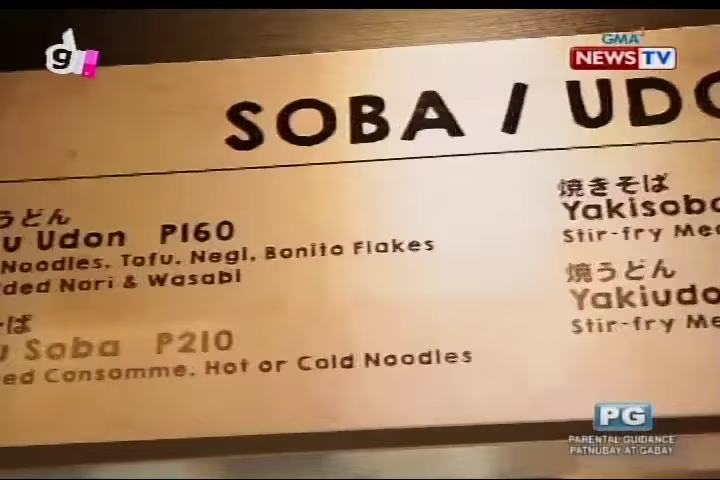 g
GMA
NEWS TV
SOBA / UDO
うどん
u Udon P160
Noodles, Tofu, Negi, Bonito Flakes
ded Nori & Wasabi
ば
Soba P210
ed Consomme, Hot or Cold Noodles
焼きそば
Yakisoba
Stir-fry Mea
焼うどん
Yakiudo
Stir-fry Me
PG
PARENTAL GUIDANCE
PATNUBAY AT GABAY